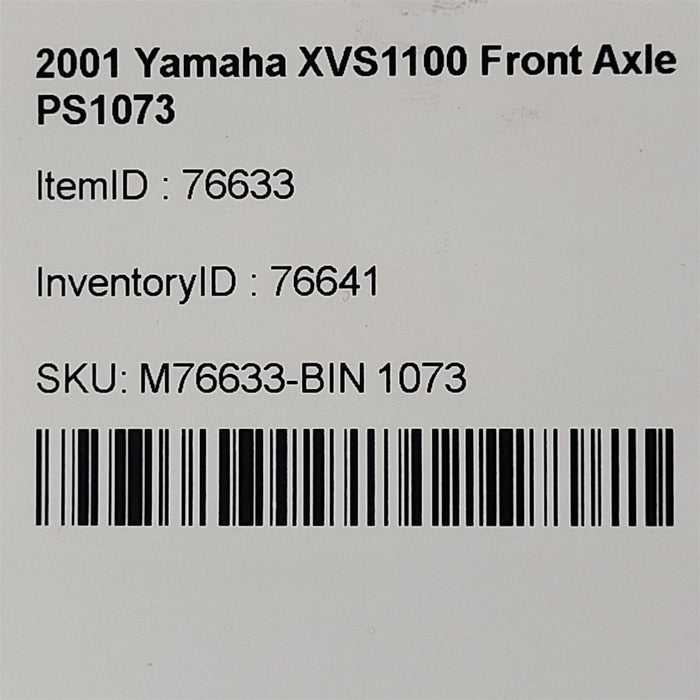 2001 Yamaha XVS1100 Front Axle
PS1073
ItemID : 76633
InventoryID : 76641
SKU: M76633-BIN 1073